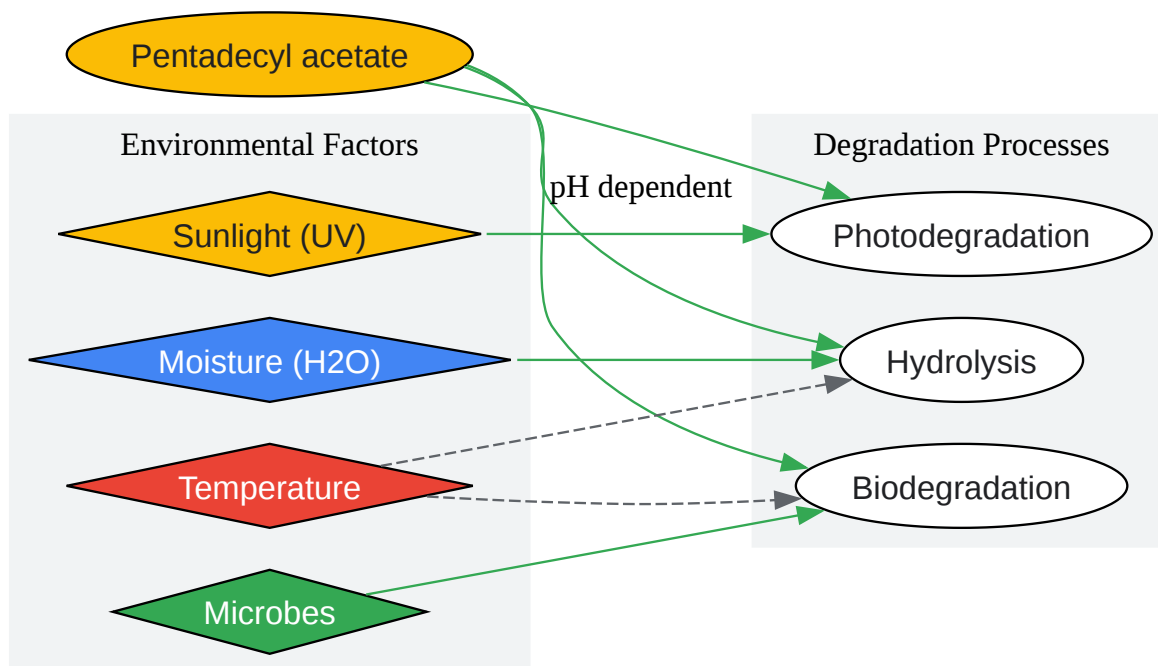 Pentadecyl acetate
Environmental Factors
Degradation Processes
pH dependent
Sunlight (UV)
Photodegradation
Moisture (H2O)
Hydrolysis
Temperature
Biodegradation
Microbes